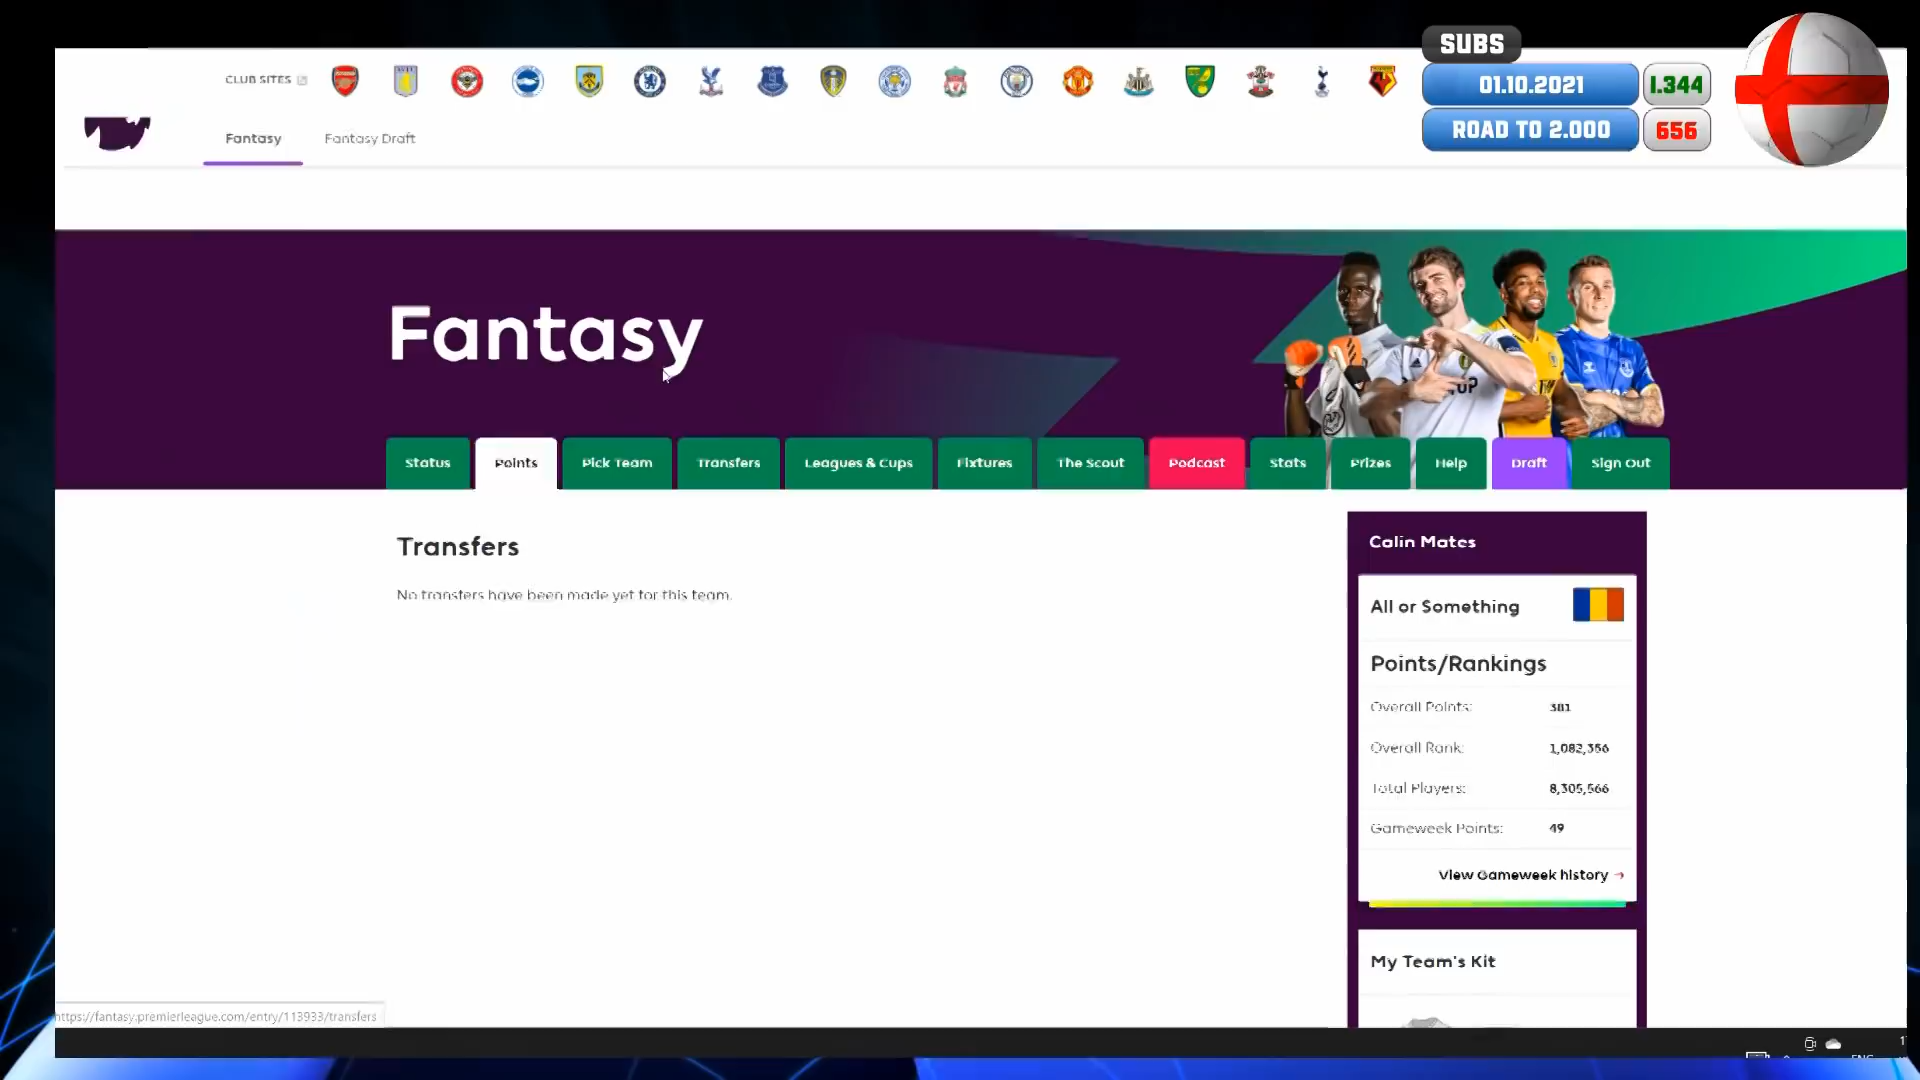 SUBS
CLUB SITES
01.10.2021 1.344
ROAD TO 2.000 656
Fantasy Fantasy Draft
Fantasy
Status Points Pick Team Transfers Leagues & Cups Fixtures The Scout Podcast Stats Prizes Help Draft Sign Out
Transfers
No transfers have been made yet for this team.
Calin Mates
All or Something
Points/Rankings
Overall Points: 381
Overall Rank: 1,082,356
Total Players: 8,305,566
Gameweek Points: 49
View Gameweek history →
My Team's Kit
https://fantasy.premierleague.com/entry/113933/transfers
ENG